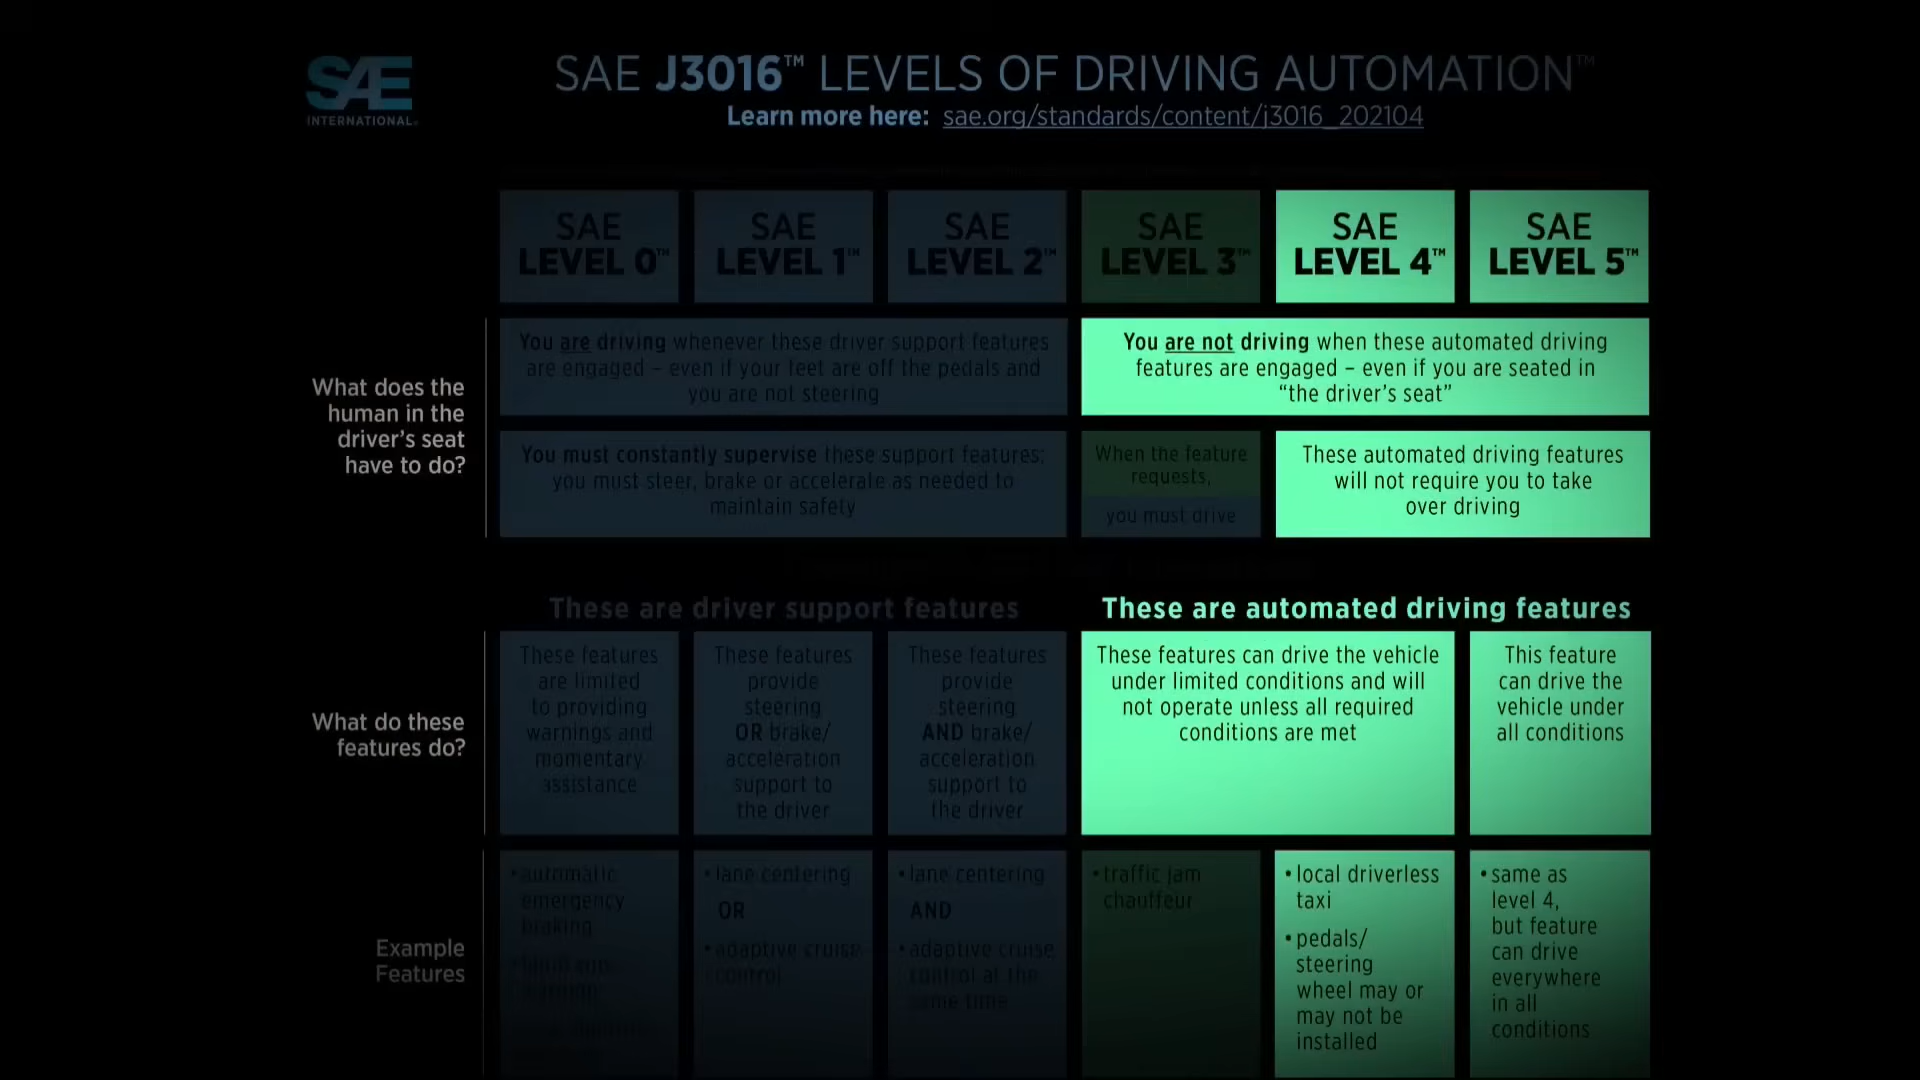 SAE
INTERNATIONAL®
SAE J3016™ LEVELS OF DRIVING AUTOMATION™
Learn more here: sae.org/standards/content/j3016_202104
SAE
LEVEL 0™
SAE
LEVEL 1™
SAE
LEVEL 2™
SAE
LEVEL 3™
SAE
LEVEL 4™
SAE
LEVEL 5™
What does the
human in the
driver's seat
have to do?
You are driving whenever these driver support features
are engaged – even if your feet are off the pedals and
you are not steering
You are not driving when these automated driving
features are engaged – even if you are seated in
“the driver's seat”
You must constantly supervise these support features;
you must steer, brake or accelerate as needed to
maintain safety
When the feature
requests,
you must drive
These automated driving features
will not require you to take
over driving
These are driver support features
These are automated driving features
What do these
features do?
These features
are limited
to providing
warnings and
momentary
assistance
These features
provide
steering
OR brake/
acceleration
support to
the driver
These features
provide
steering
AND brake/
acceleration
support to
the driver
These features can drive the vehicle
under limited conditions and will
not operate unless all required
conditions are met
This feature
can drive the
vehicle under
all conditions
Example
Features
• automatic
emergency
braking
• lane centering
OR
• adaptive cruise
control
• lane centering
AND
• adaptive cruise
control at the
same time
• traffic jam
chauffeur
• local driverless
taxi
• pedals/
steering
wheel may or
may not be
installed
• same as
level 4,
but feature
can drive
everywhere
in all
conditions